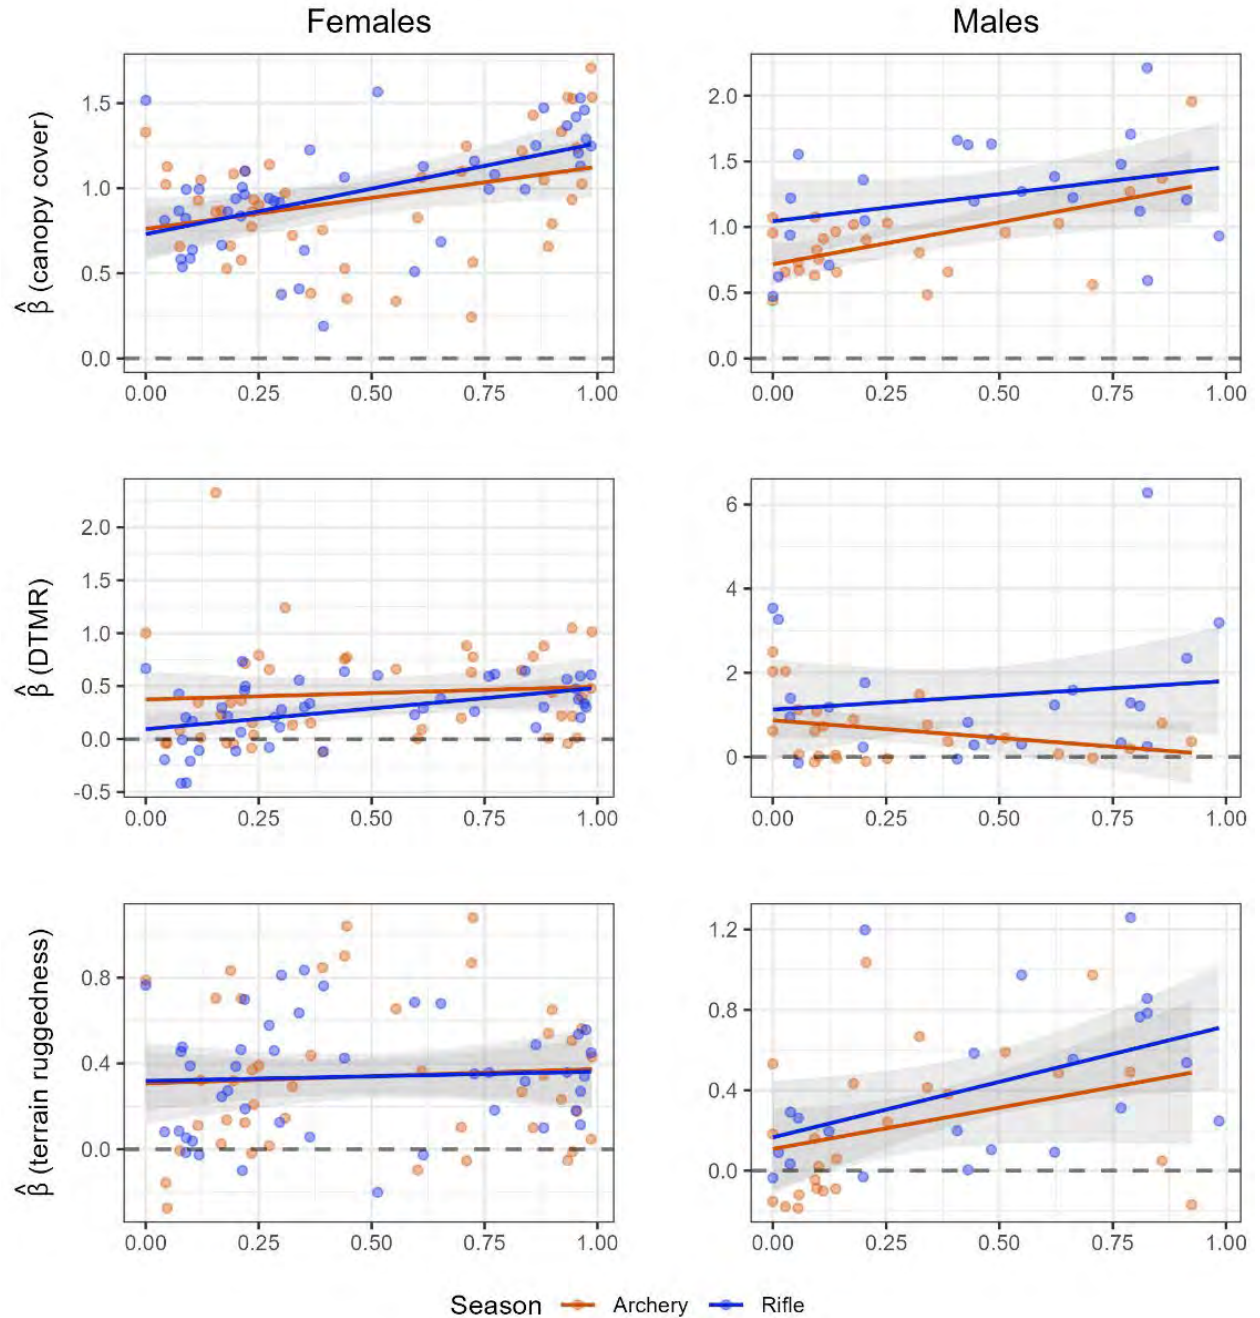 Females Males
β̂ (canopy cover)
1.5
1.0
0.5
0.0
0.00 0.25 0.50 0.75 1.00
2.0
1.5
1.0
0.5
0.0
0.00 0.25 0.50 0.75 1.00
β̂ (DTMR)
2.0
1.5
1.0
0.5
0.0
-0.5
0.00 0.25 0.50 0.75 1.00
6
4
2
0
0.00 0.25 0.50 0.75 1.00
β̂ (terrain ruggedness)
0.8
0.4
0.0
0.00 0.25 0.50 0.75 1.00
1.2
0.8
0.4
0.0
0.00 0.25 0.50 0.75 1.00
Season Archery Rifle